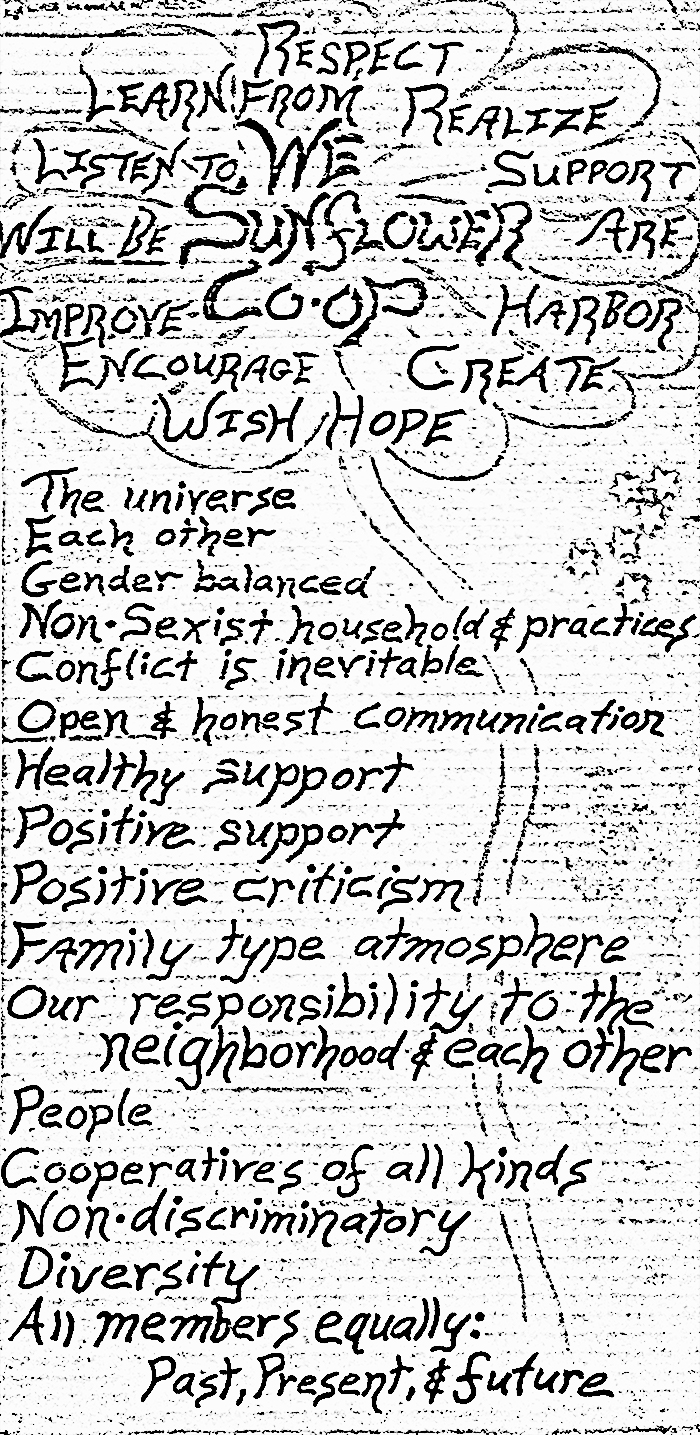 RESPECT
LEARN FROM REALIZE
LISTEN TO WE SUPPORT
WILL BE SUNFLOWER ARE
IMPROVE CO·OP HARBOR
ENCOURAGE CREATE
WISH HOPE
The universe
Each other
Gender balanced
Non·Sexist household & practices
Conflict is inevitable
Open & honest communication
Healthy support
Positive support
Positive criticism
Family type atmosphere
Our responsibility to the
neighborhood & each other
People
Cooperatives of all kinds
Non·discriminatory
Diversity
All members equally:
Past, Present, & future